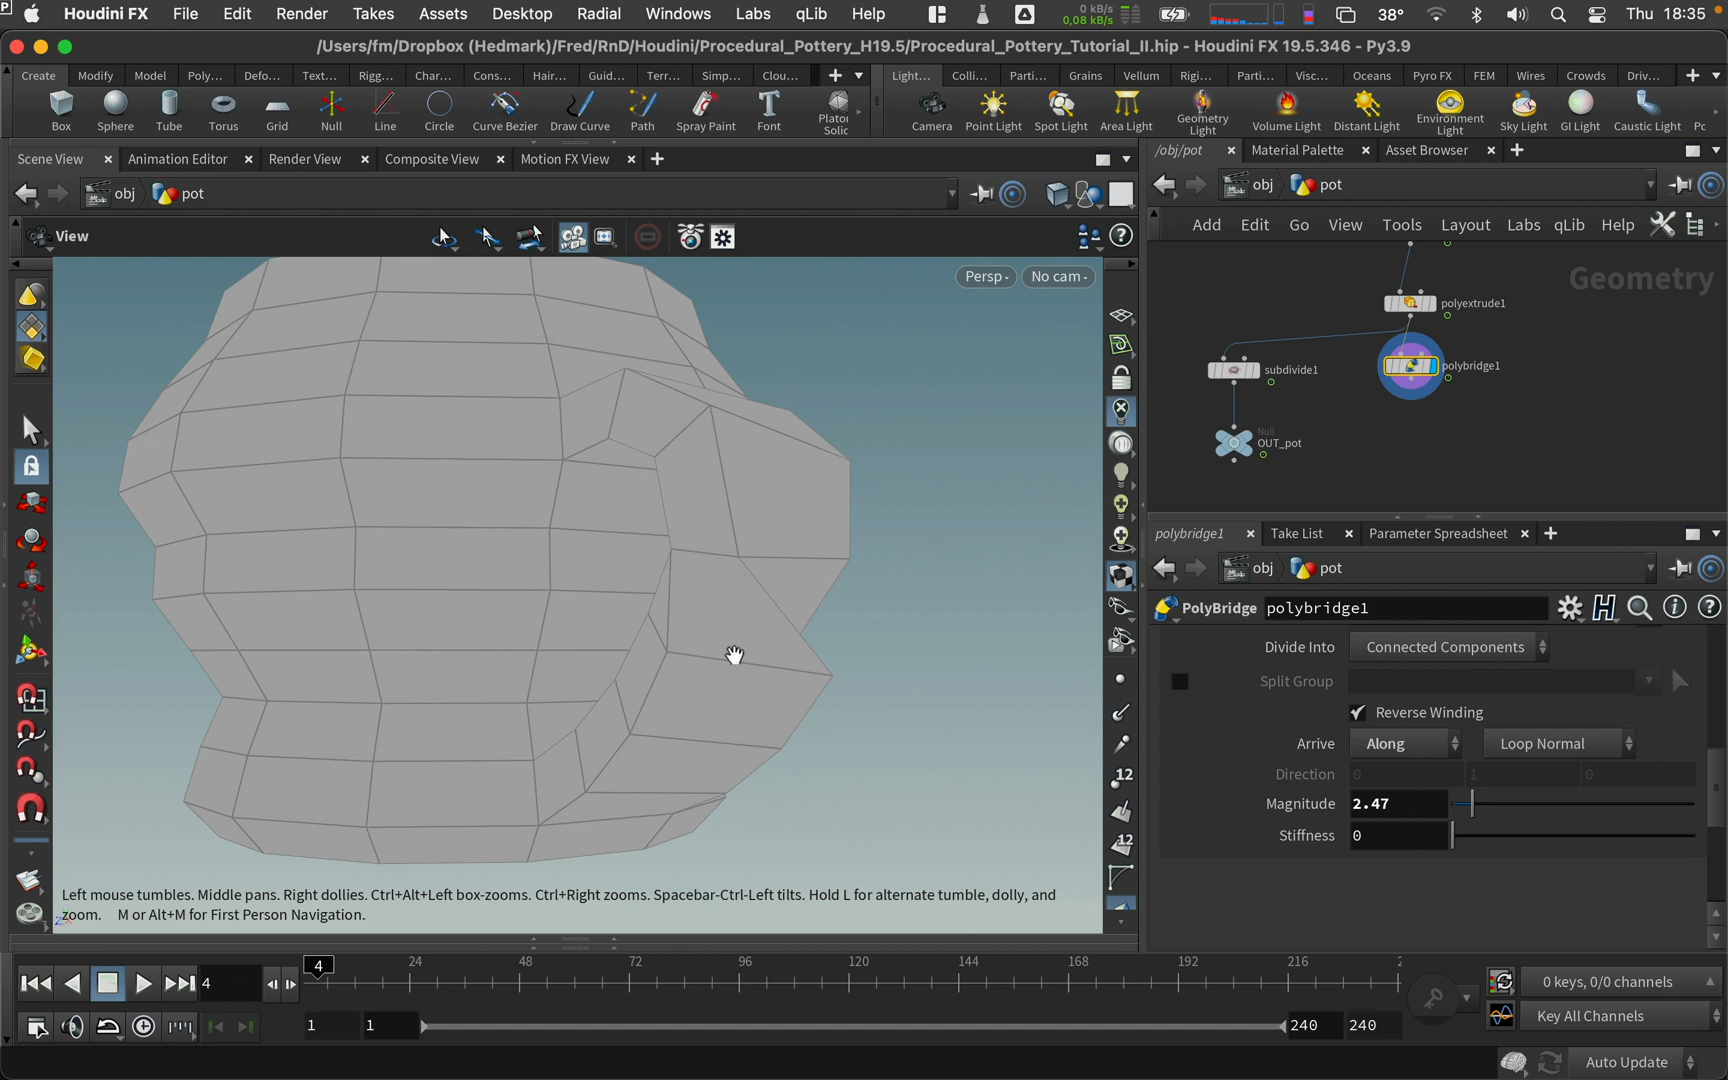 Houdini FX File Edit Render Takes Assets Desktop Radial Windows Labs qLib Help 0 kB/s 0,08 kB/s 38° Thu 18:35
/Users/fm/Dropbox (Hedmark)/Fred/RnD/Houdini/Procedural_Pottery_H19.5/Procedural_Pottery_Tutorial_II.hip - Houdini FX 19.5.346 - Py3.9
Create Modify Model Poly... Defo... Text... Rigg... Char... Cons... Hair... Guid... Terr... Simp... Clou... Light... Colli... Parti... Grains Vellum Rigi... Parti... Visc... Oceans Pyro FX FEM Wires Crowds Driv...
Box Sphere Tube Torus Grid Null Line Circle Curve Bezier Draw Curve Path Spray Paint Font Plato Solic
Camera Point Light Spot Light Area Light Geometry Light Volume Light Distant Light Environment Light Sky Light GI Light Caustic Light Pc
Scene View Animation Editor Render View Composite View Motion FX View
/obj/pot Material Palette Asset Browser
obj pot
obj pot
View
Add Edit Go View Tools Layout Labs qLib Help
Persp No cam
Geometry
polyextrude1
subdivide1
polybridge1
Null
OUT_pot
polybridge1 Take List Parameter Spreadsheet
obj pot
PolyBridge polybridge1
Divide Into Connected Components
Split Group
Reverse Winding
Arrive Along Loop Normal
Direction 0 1 0
Magnitude 2.47
Stiffness 0
12
12
Left mouse tumbles. Middle pans. Right dollies. Ctrl+Alt+Left box-zooms. Ctrl+Right zooms. Spacebar-Ctrl-Left tilts. Hold L for alternate tumble, dolly, and
zoom. M or Alt+M for First Person Navigation.
4 4 24 48 72 96 120 144 168 192 216
0 keys, 0/0 channels
1 1 240 240
Key All Channels
Auto Update